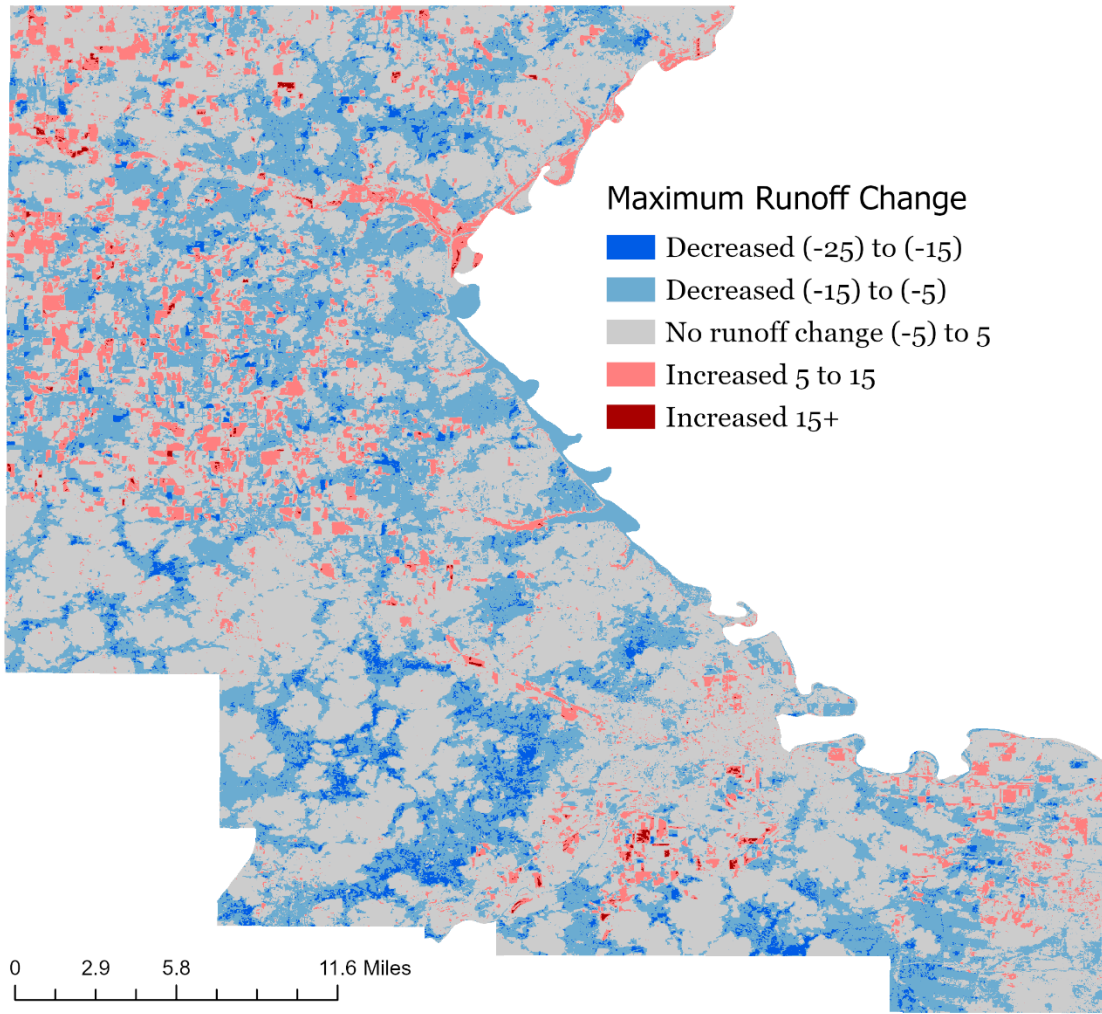 Maximum Runoff Change
Decreased (-25) to (-15)
Decreased (-15) to (-5)
No runoff change (-5) to 5
Increased 5 to 15
Increased 15+
0 2.9 5.8 11.6 Miles